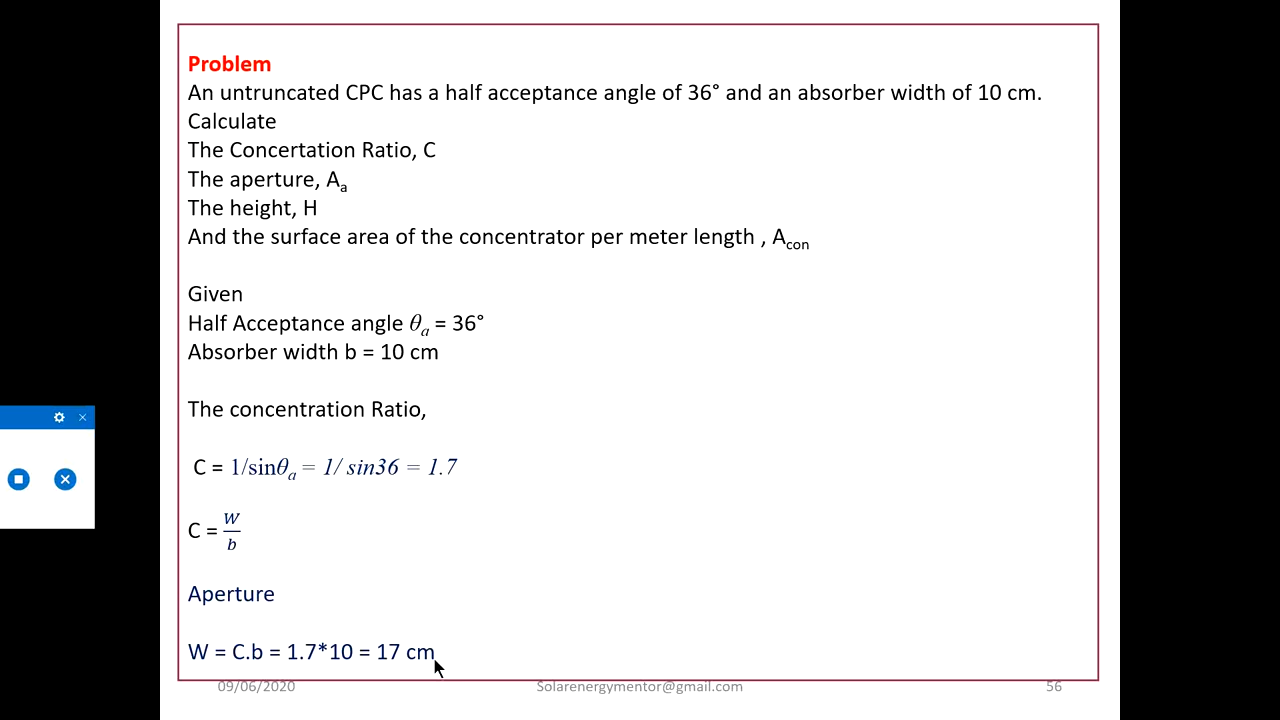 Problem
An untruncated CPC has a half acceptance angle of 36° and an absorber width of 10 cm.
Calculate
The Concertation Ratio, C
The aperture, Aₐ
The height, H
And the surface area of the concentrator per meter length , A_con
Given
Half Acceptance angle θₐ = 36°
Absorber width b = 10 cm
The concentration Ratio,
C = 1/sinθₐ = 1/ sin36 = 1.7
C = W/b
Aperture
W = C.b = 1.7*10 = 17 cm
09/06/2020 Solarenergymentor@gmail.com 56